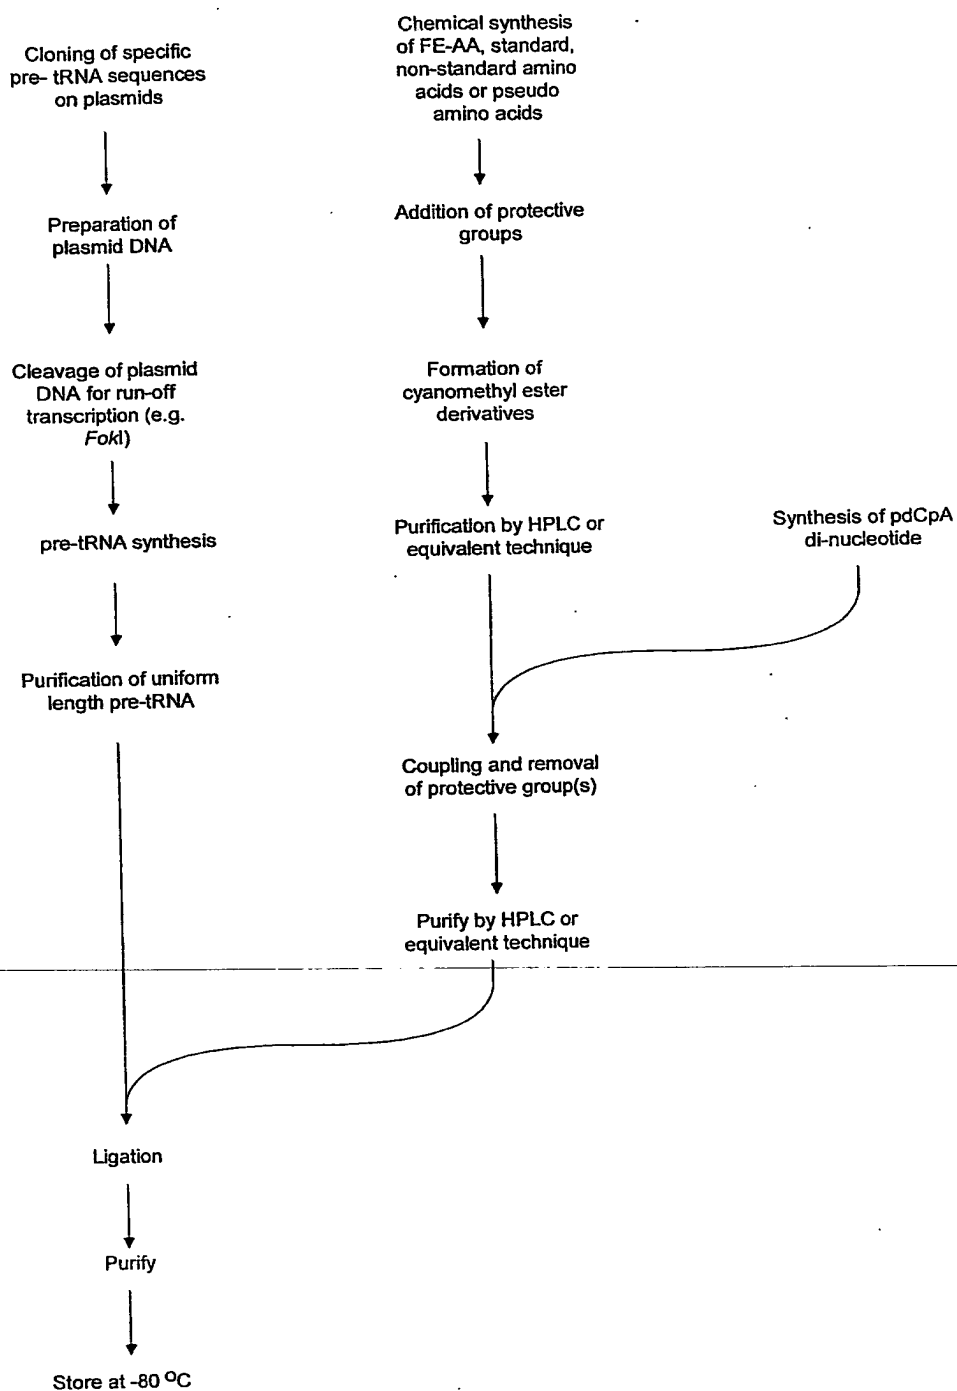 Cloning of specific
pre- tRNA sequences
on plasmids
Preparation of
plasmid DNA
Cleavage of plasmid
DNA for run-off
transcription (e.g.
FokI)
pre-tRNA synthesis
Purification of uniform
length pre-tRNA
Chemical synthesis
of FE-AA, standard,
non-standard amino
acids or pseudo
amino acids
Addition of protective
groups
Formation of
cyanomethyl ester
derivatives
Purification by HPLC or
equivalent technique
Synthesis of pdCpA
di-nucleotide
Coupling and removal
of protective group(s)
Purify by HPLC or
equivalent technique
Ligation
Purify
Store at -80 ºC